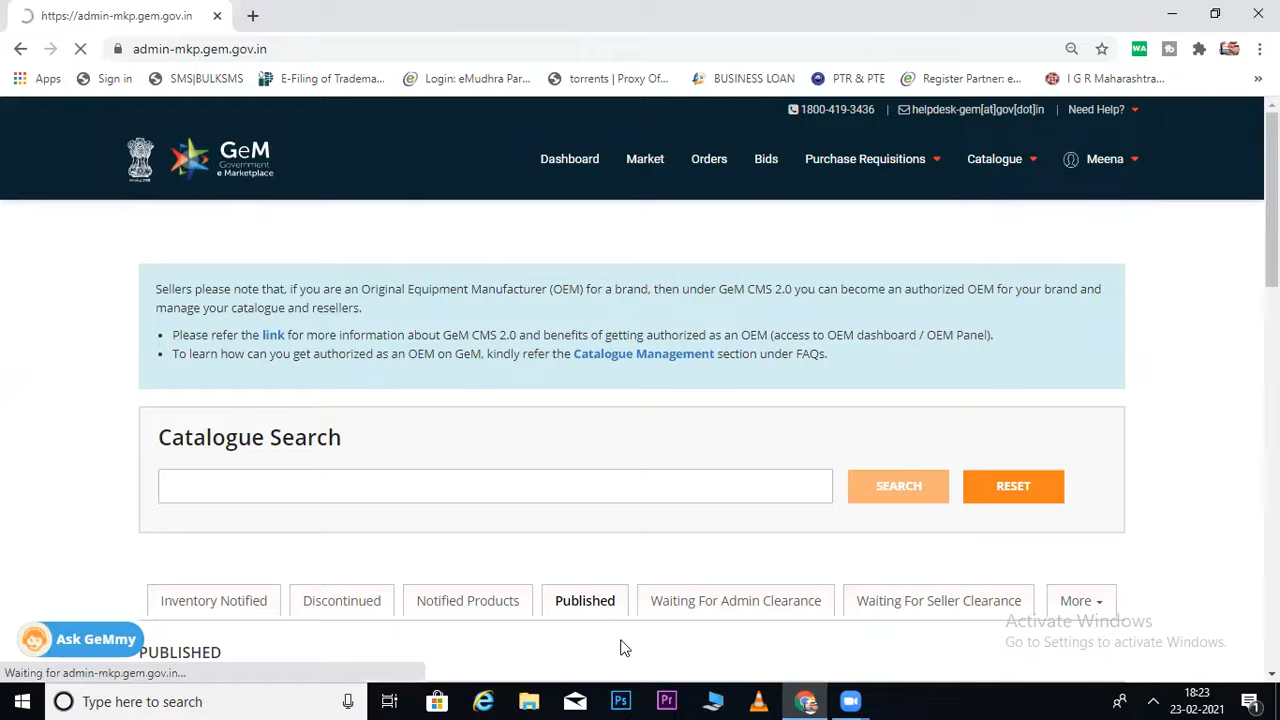 https://admin-mkp.gem.gov.in
admin-mkp.gem.gov.in
Apps Sign in SMS|BULKSMS E-Filing of Tradema... Login: eMudhra Par... torrents | Proxy Of... BUSINESS LOAN PTR & PTE Register Partner: e... I G R Maharashtra... »
1800-419-3436 | helpdesk-gem[at]gov[dot]in | Need Help?
GeM
Government
e Marketplace
Dashboard Market Orders Bids Purchase Requisitions Catalogue Meena
Sellers please note that, if you are an Original Equipment Manufacturer (OEM) for a brand, then under GeM CMS 2.0 you can become an authorized OEM for your brand and
manage your catalogue and resellers.
• Please refer the link for more information about GeM CMS 2.0 and benefits of getting authorized as an OEM (access to OEM dashboard / OEM Panel).
• To learn how can you get authorized as an OEM on GeM, kindly refer the Catalogue Management section under FAQs.
Catalogue Search
SEARCH RESET
Inventory Notified Discontinued Notified Products Published Waiting For Admin Clearance Waiting For Seller Clearance More
Activate Windows
Go to Settings to activate Windows.
Ask GeMmy
PUBLISHED
Waiting for admin-mkp.gem.gov.in...
Type here to search
Ps Pr
18:23
23-02-2021